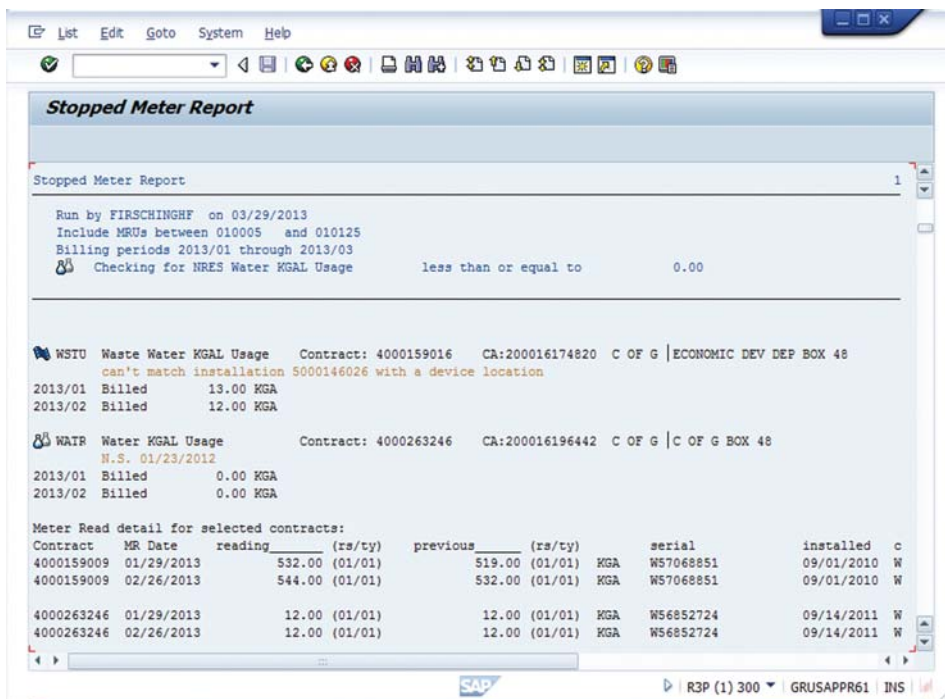 List Edit Goto System Help
Stopped Meter Report
Stopped Meter Report 1
Run by FIRSCHINGHF on 03/29/2013
Include MRUs between 010005 and 010125
Billing periods 2013/01 through 2013/03
Checking for NRES Water KGAL Usage less than or equal to 0.00
WSTU Waste Water KGAL Usage Contract: 4000159016 CA:200016174820 C OF G |ECONOMIC DEV DEP BOX 48
can't match installation 5000146026 with a device location
2013/01 Billed 13.00 KGA
2013/02 Billed 12.00 KGA
WATR Water KGAL Usage Contract: 4000263246 CA:200016196442 C OF G |C OF G BOX 48
N.S. 01/23/2012
2013/01 Billed 0.00 KGA
2013/02 Billed 0.00 KGA
Meter Read detail for selected contracts:
Contract MR Date reading______ (rs/ty) previous_____ (rs/ty) serial installed c
4000159009 01/29/2013 532.00 (01/01) 519.00 (01/01) KGA W57068851 09/01/2010 W
4000159009 02/26/2013 544.00 (01/01) 532.00 (01/01) KGA W57068851 09/01/2010 W
4000263246 01/29/2013 12.00 (01/01) 12.00 (01/01) KGA W56852724 09/14/2011 W
4000263246 02/26/2013 12.00 (01/01) 12.00 (01/01) KGA W56852724 09/14/2011 W
SAP R3P (1) 300 GRUSAPPR61 INS